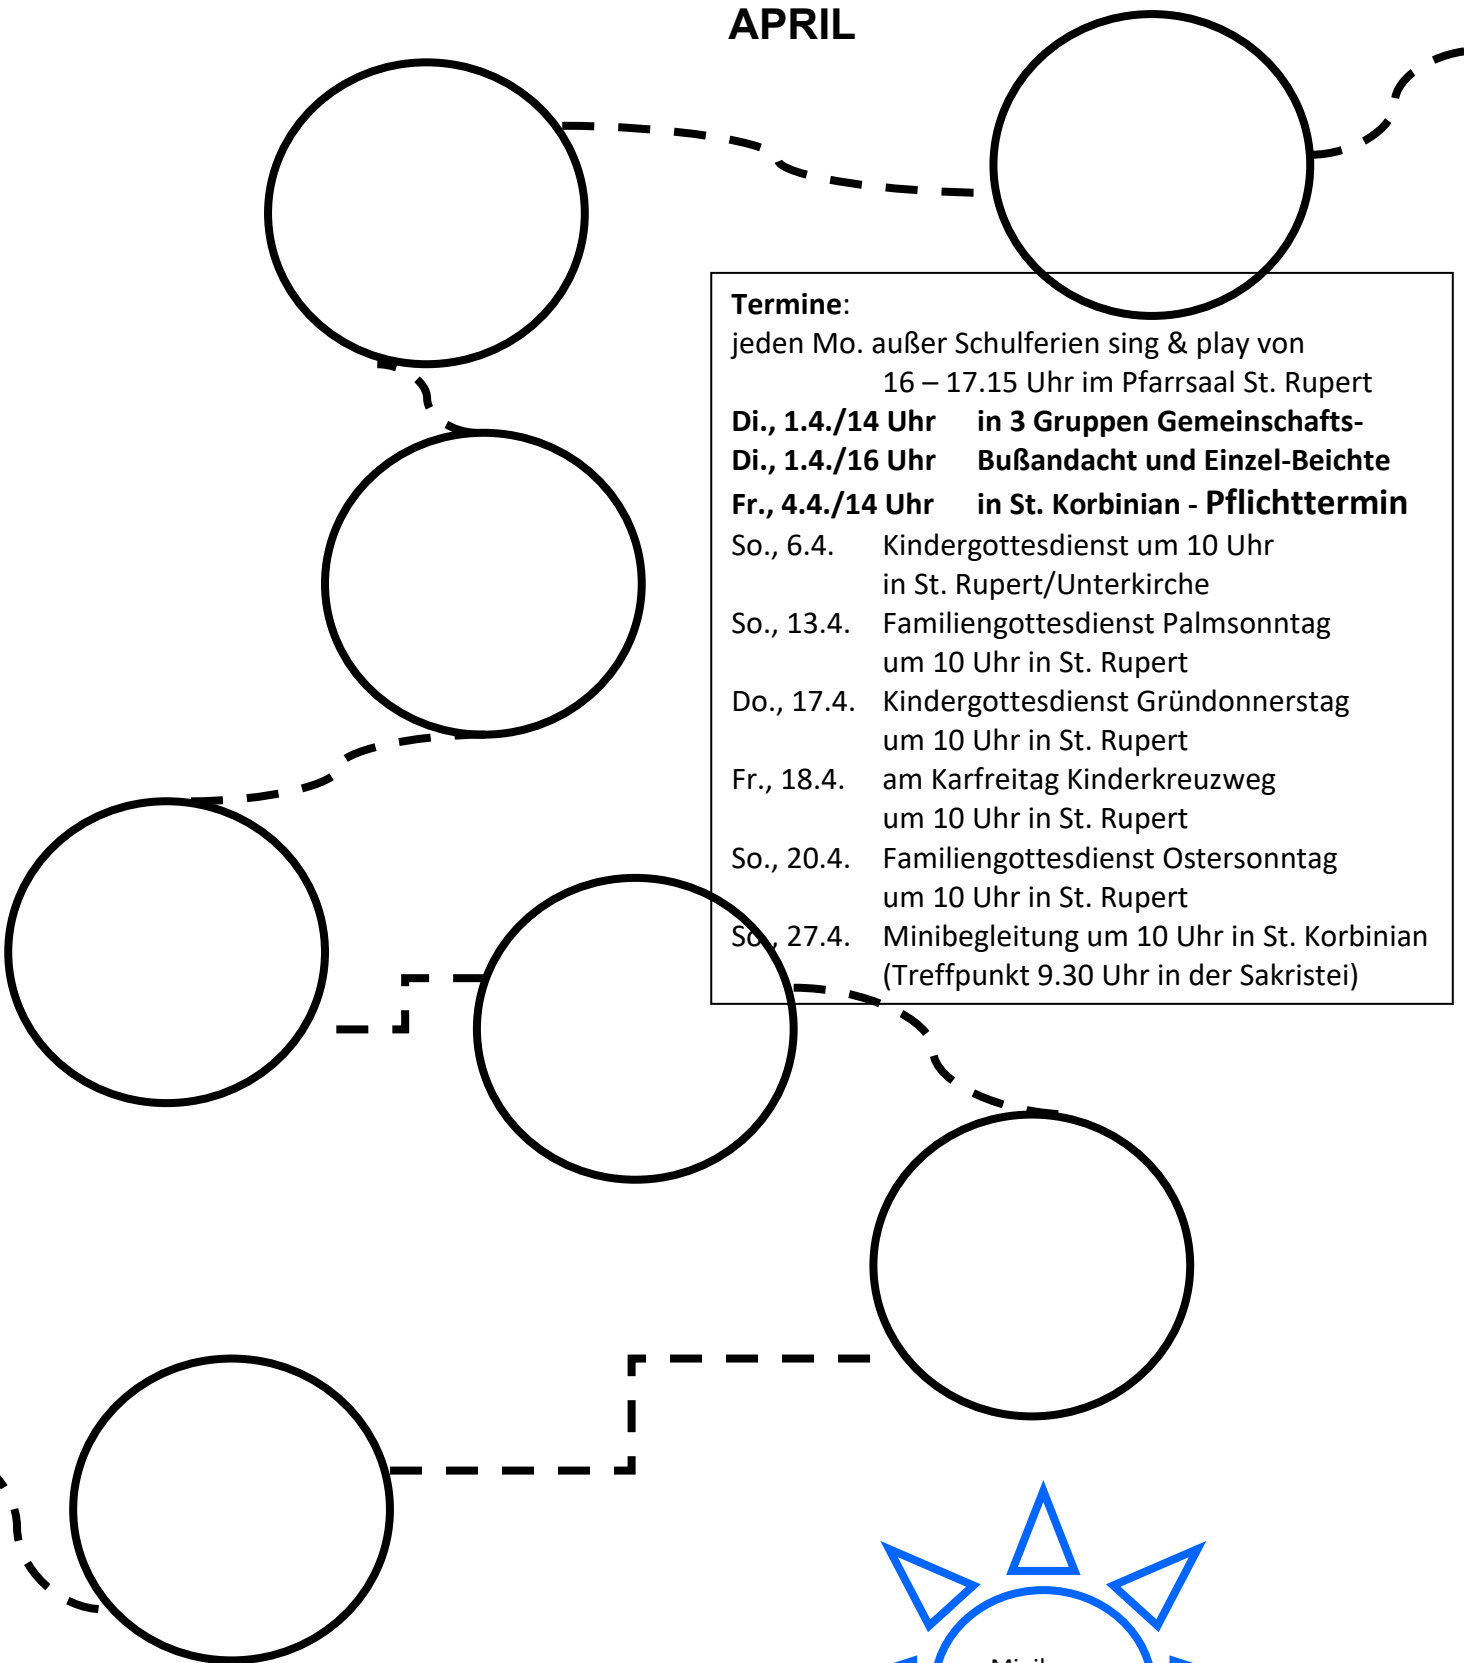 APRIL
Termine:
jeden Mo. außer Schulferien sing & play von
16 – 17.15 Uhr im Pfarrsaal St. Rupert
Di., 1.4./14 Uhr in 3 Gruppen Gemeinschafts-
Di., 1.4./16 Uhr Bußandacht und Einzel-Beichte
Fr., 4.4./14 Uhr in St. Korbinian - Pflichttermin
So., 6.4. Kindergottesdienst um 10 Uhr
in St. Rupert/Unterkirche
So., 13.4. Familiengottesdienst Palmsonntag
um 10 Uhr in St. Rupert
Do., 17.4. Kindergottesdienst Gründonnerstag
um 10 Uhr in St. Rupert
Fr., 18.4. am Karfreitag Kinderkreuzweg
um 10 Uhr in St. Rupert
So., 20.4. Familiengottesdienst Ostersonntag
um 10 Uhr in St. Rupert
So., 27.4. Minibegleitung um 10 Uhr in St. Korbinian
(Treffpunkt 9.30 Uhr in der Sakristei)